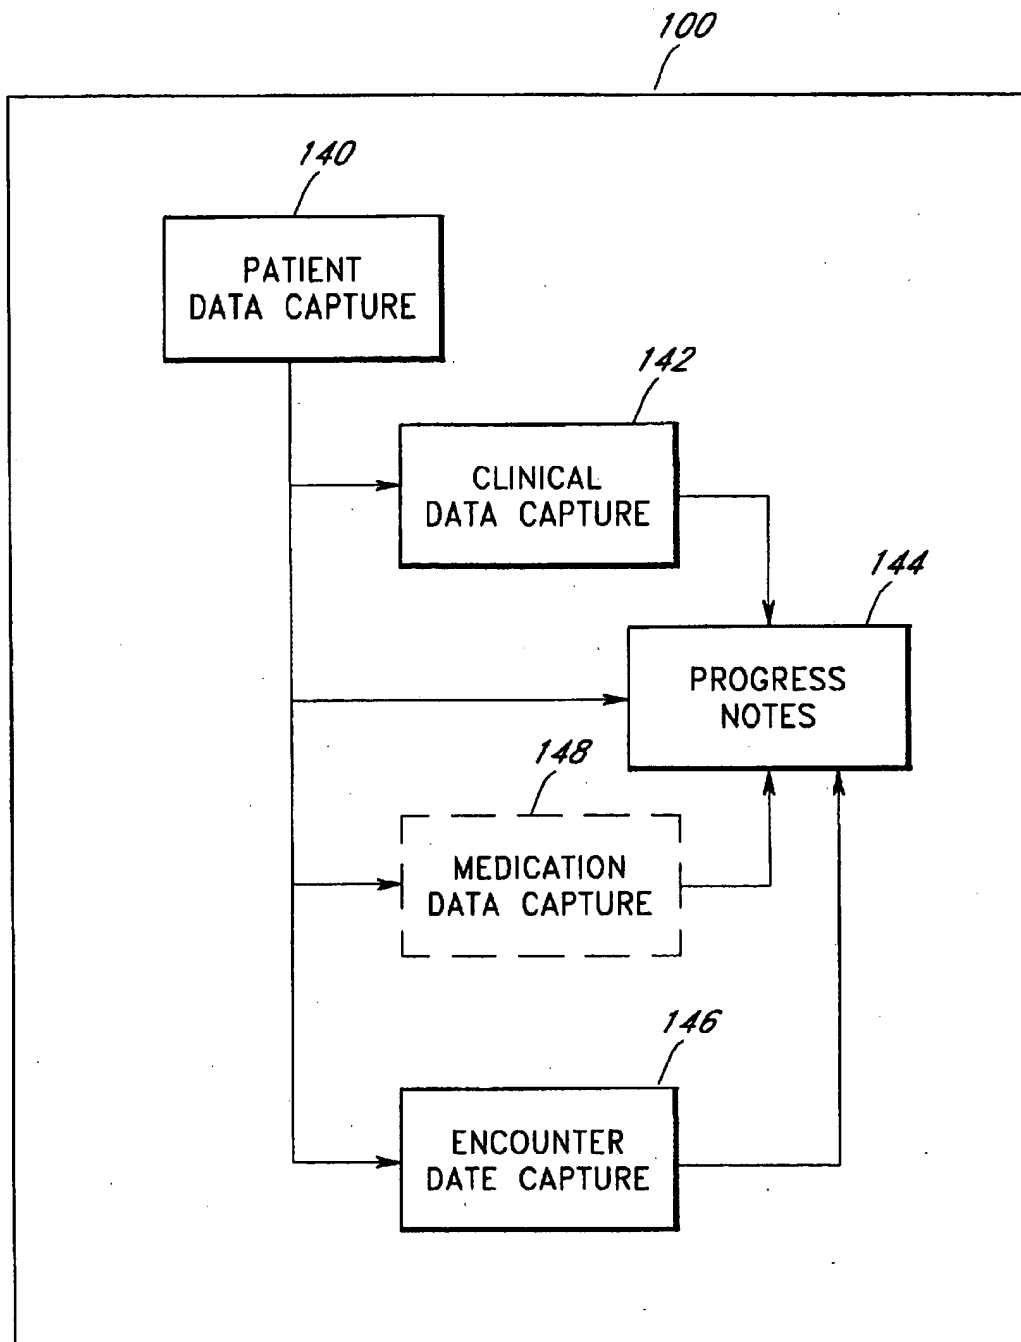 100
140
PATIENT
DATA CAPTURE
142
CLINICAL
DATA CAPTURE
144
PROGRESS
NOTES
148
MEDICATION
DATA CAPTURE
146
ENCOUNTER
DATE CAPTURE